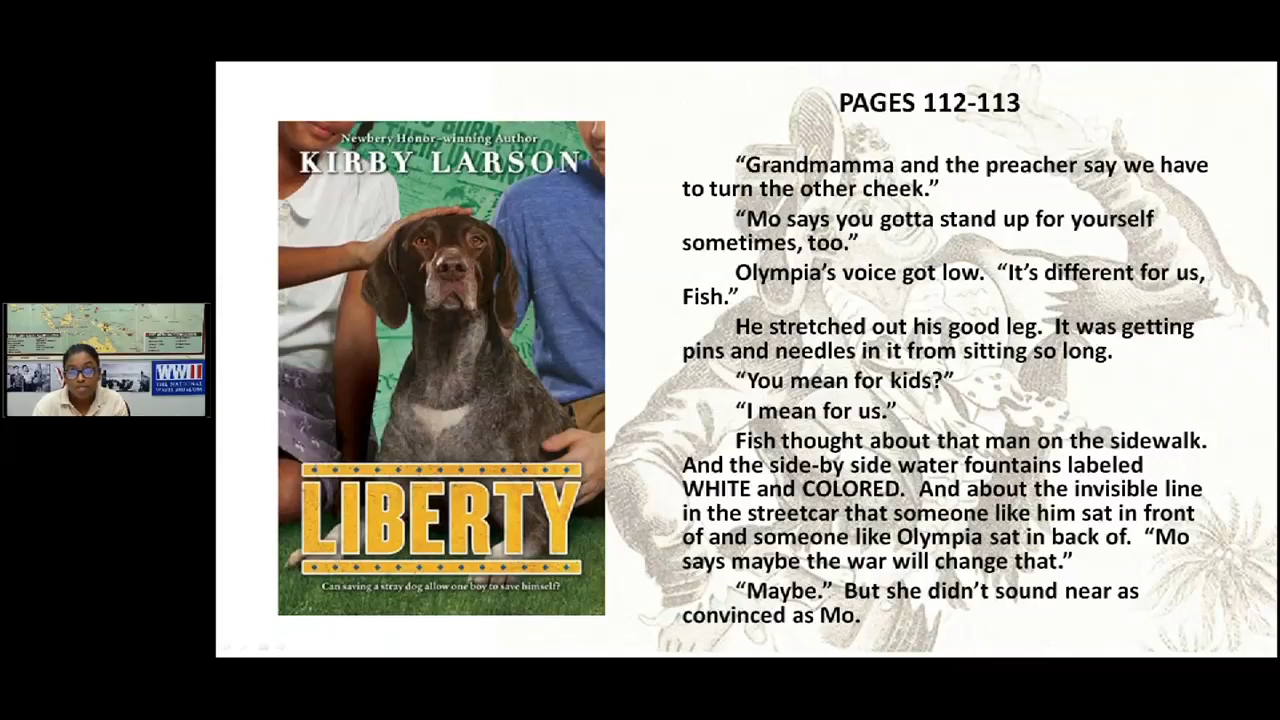 PAGES 112-113
“Grandmamma and the preacher say we have
to turn the other cheek.”
“Mo says you gotta stand up for yourself
sometimes, too.”
Olympia’s voice got low.  “It’s different for us,
Fish.”
He stretched out his good leg.  It was getting
pins and needles in it from sitting so long.
“You mean for kids?”
“I mean for us.”
Fish thought about that man on the sidewalk.
And the side-by side water fountains labeled
WHITE and COLORED.  And about the invisible line
in the streetcar that someone like him sat in front
of and someone like Olympia sat in back of.  “Mo
says maybe the war will change that.”
“Maybe.”  But she didn’t sound near as
convinced as Mo.
Newbery Honor-winning Author
KIRBY LARSON
LIBERTY
Can saving a stray dog allow one boy to save himself?
WWII
THE NATIONAL
WWII MUSEUM